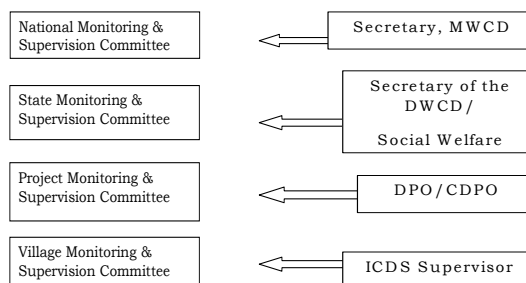 National Monitoring &
Supervision Committee
Secretary, MWCD
State Monitoring &
Supervision Committee
Secretary of the
DWCD/
Social Welfare
Project Monitoring &
Supervision Committee
DPO/CDPO
Village Monitoring &
Supervision Committee
ICDS Supervisor